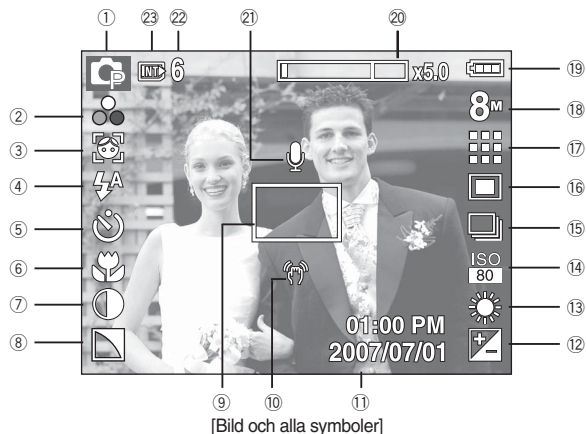 ① ㉓ ㉒ ㉑ ⑳
P INT 6 x5.0 ⑲
② 8M ⑱
③ ⑰
④ A ⑯
⑤ ⑮
⑥ ISO 80 ⑭
⑦ 01:00 PM ⑬
⑧ 2007/07/01 ⑫
⑨ ⑩ ⑪
[Bild och alla symboler]